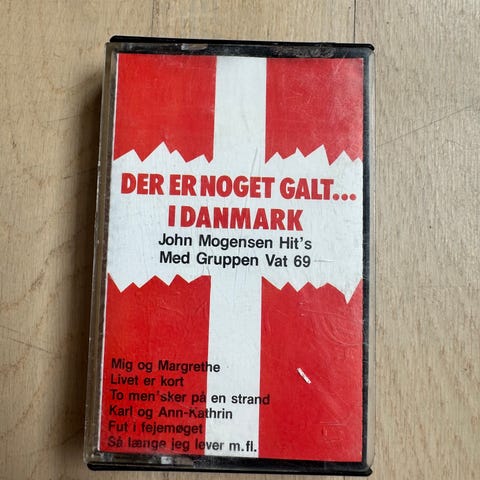 DER ER NOGET GALT...
I DANMARK
John Mogensen Hit's
Med Gruppen Vat 69
Mig og Margrethe
Livet er kort
To men'sker på en strand
Karl og Ann-Kathrin
Fut i fejemøget
Så længe jeg lever m.fl.